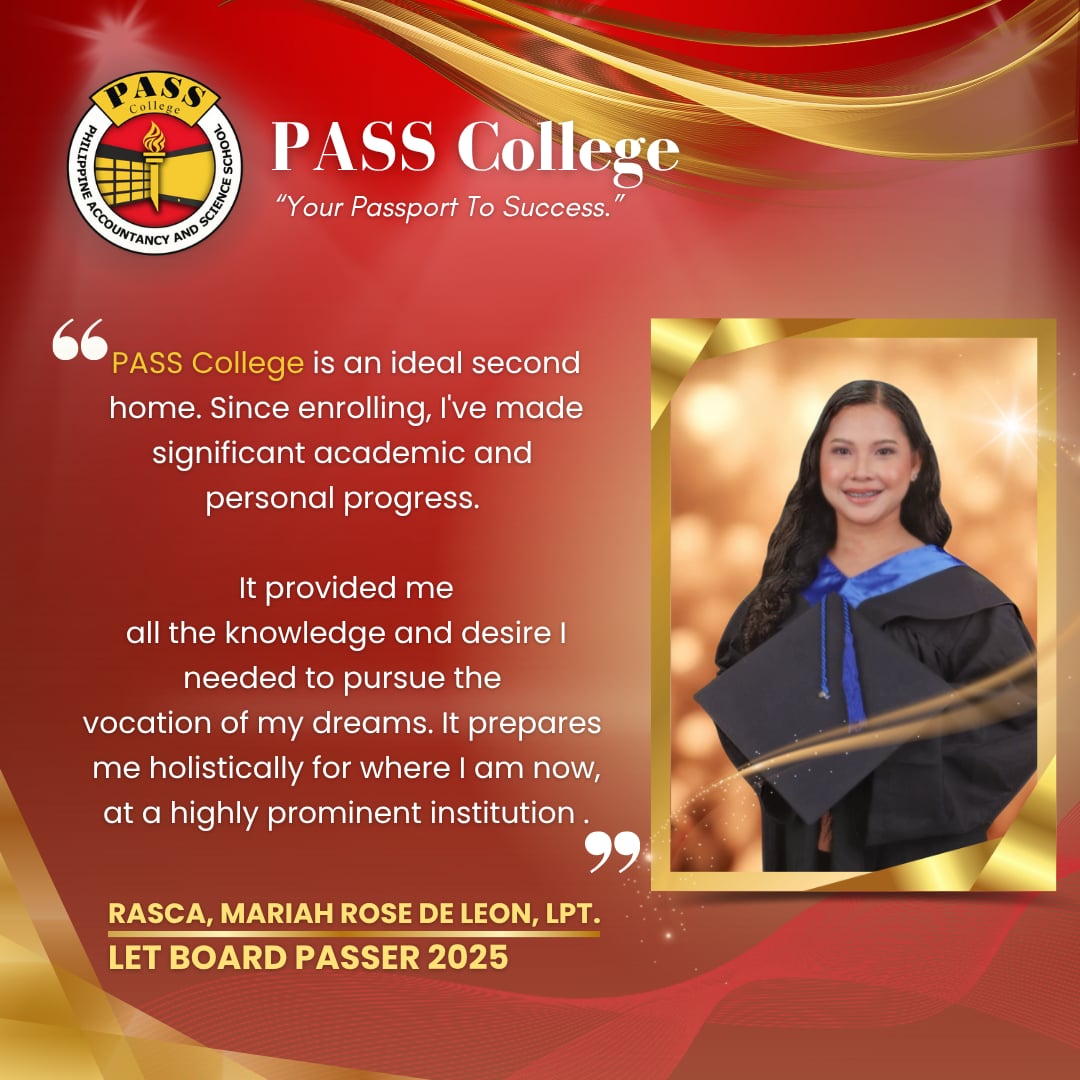 PASS
College
PHILIPPINE ACCOUNTANCY AND SCIENCE SCHOOL
PASS College
“Your Passport To Success.”
“PASS College is an ideal second
home. Since enrolling, I've made
significant academic and
personal progress.
It provided me
all the knowledge and desire I
needed to pursue the
vocation of my dreams. It prepares
me holistically for where I am now,
at a highly prominent institution .”
RASCA, MARIAH ROSE DE LEON, LPT.
LET BOARD PASSER 2025